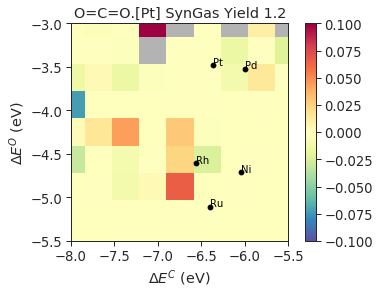 O=C=O.[Pt] SynGas Yield 1.2
−3.0
−3.5
−4.0
−4.5
−5.0
−5.5
ΔE^O (eV)
Pt
Pd
Rh
Ni
Ru
−8.0 −7.5 −7.0 −6.5 −6.0 −5.5
ΔE^C (eV)
0.100
0.075
0.050
0.025
0.000
−0.025
−0.050
−0.075
−0.100